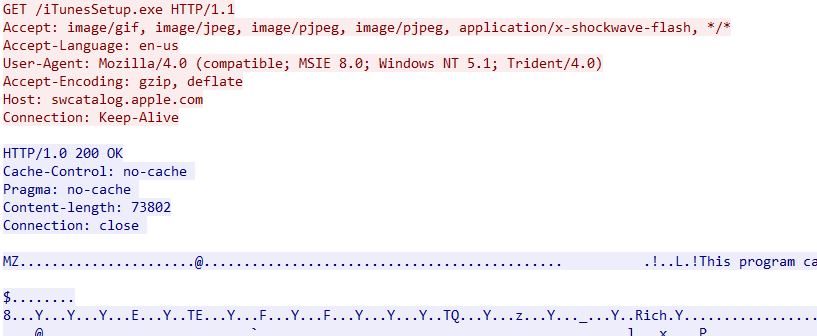 GET /iTunesSetup.exe HTTP/1.1
Accept: image/gif, image/jpeg, image/pjpeg, image/pjpeg, application/x-shockwave-flash, */*
Accept-Language: en-us
User-Agent: Mozilla/4.0 (compatible; MSIE 8.0; Windows NT 5.1; Trident/4.0)
Accept-Encoding: gzip, deflate
Host: swcatalog.apple.com
Connection: Keep-Alive
HTTP/1.0 200 OK
Cache-Control: no-cache
Pragma: no-cache
Content-length: 73802
Connection: close
MZ......................@............................................. .!..L.!This program ca
$........
8...Y...Y...Y...E...Y..TE...Y...F...Y...F...Y...Y...Y..TQ...Y...z...Y..._...Y..Rich.Y.................